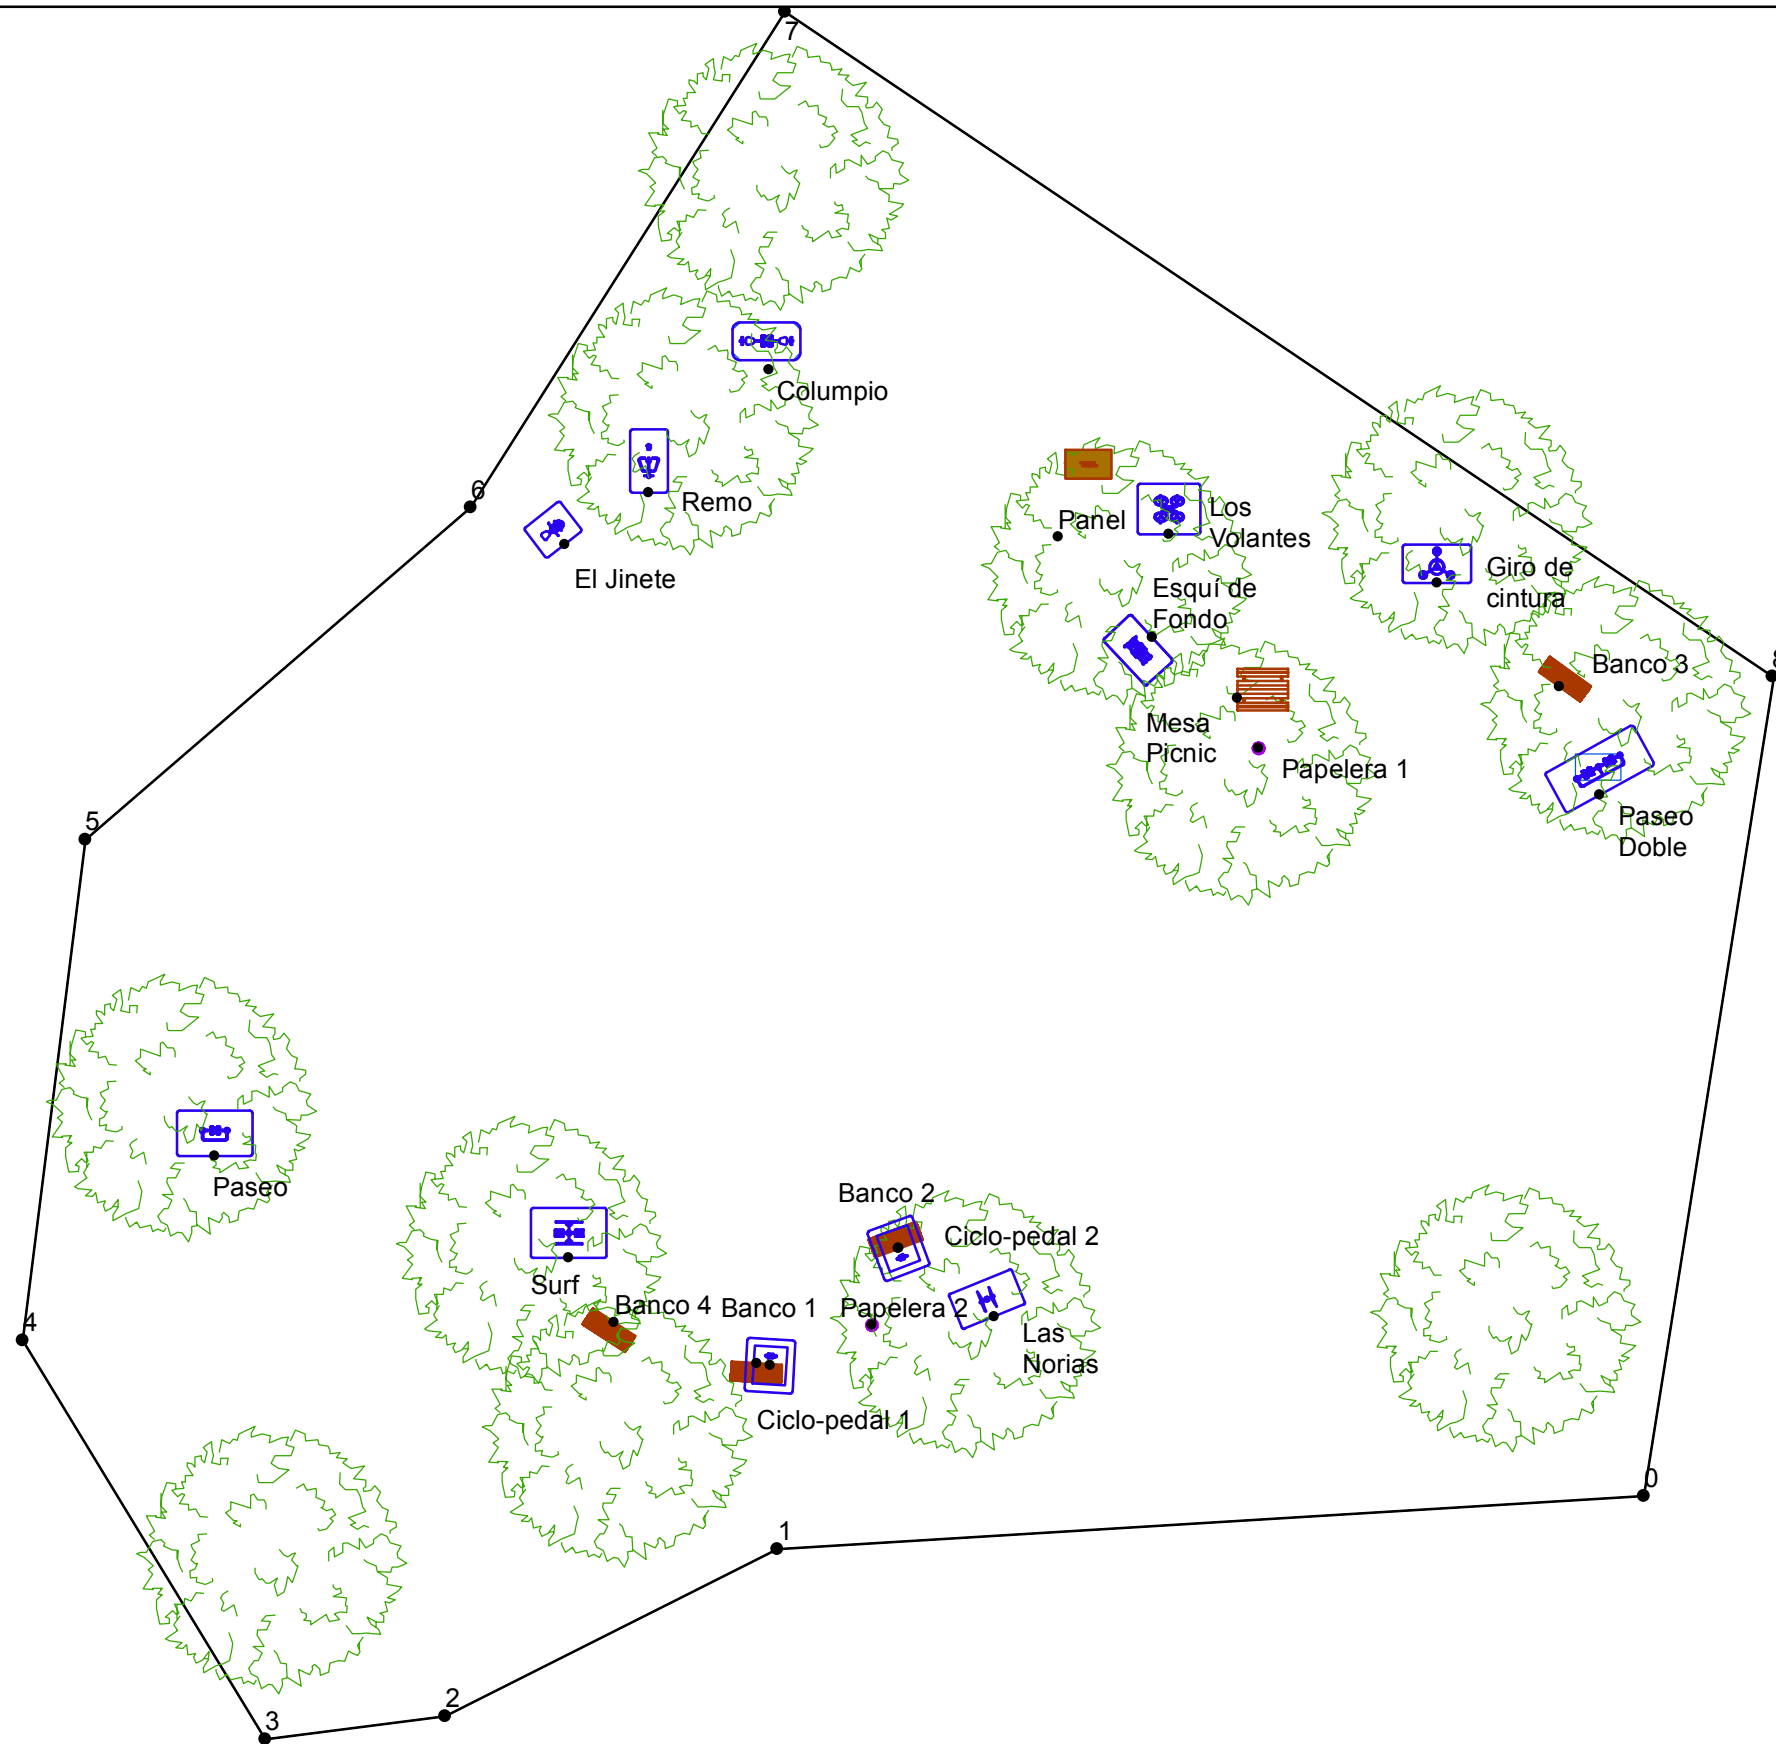 7
Columpio
6
Remo
El Jinete
Panel
Los
Volantes
Esquí de
Fondo
Giro de
cintura
Banco 3
8
Mesa
Picnic
Papelera 1
Paseo
Doble
5
Paseo
Banco 2
Ciclo-pedal 2
Surf
Banco 4
Banco 1
Papelera 2
Las
Norias
4
Ciclo-pedal 1
0
1
2
3